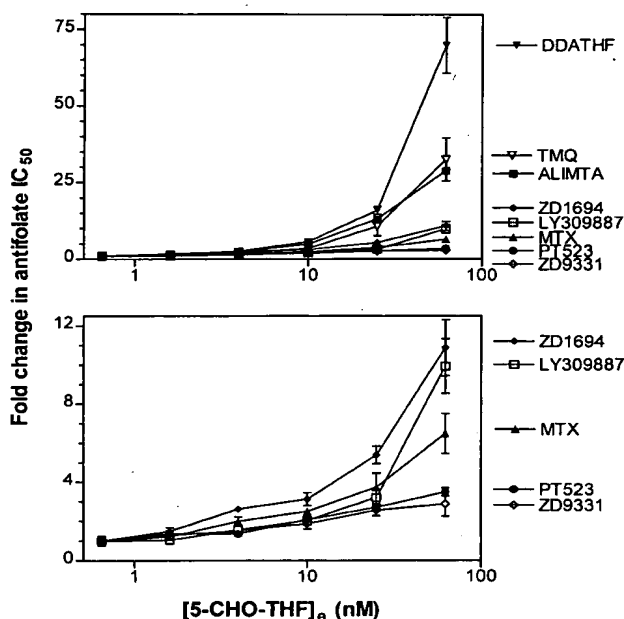 Fold change in antifolate IC50
75
50
25
0
1
10
100
DDATHF
TMQ
ALIMTA
ZD1694
LY309887
MTX
PT523
ZD9331
12
8
4
0
1
10
100
ZD1694
LY309887
MTX
PT523
ZD9331
[5-CHO-THF]e (nM)